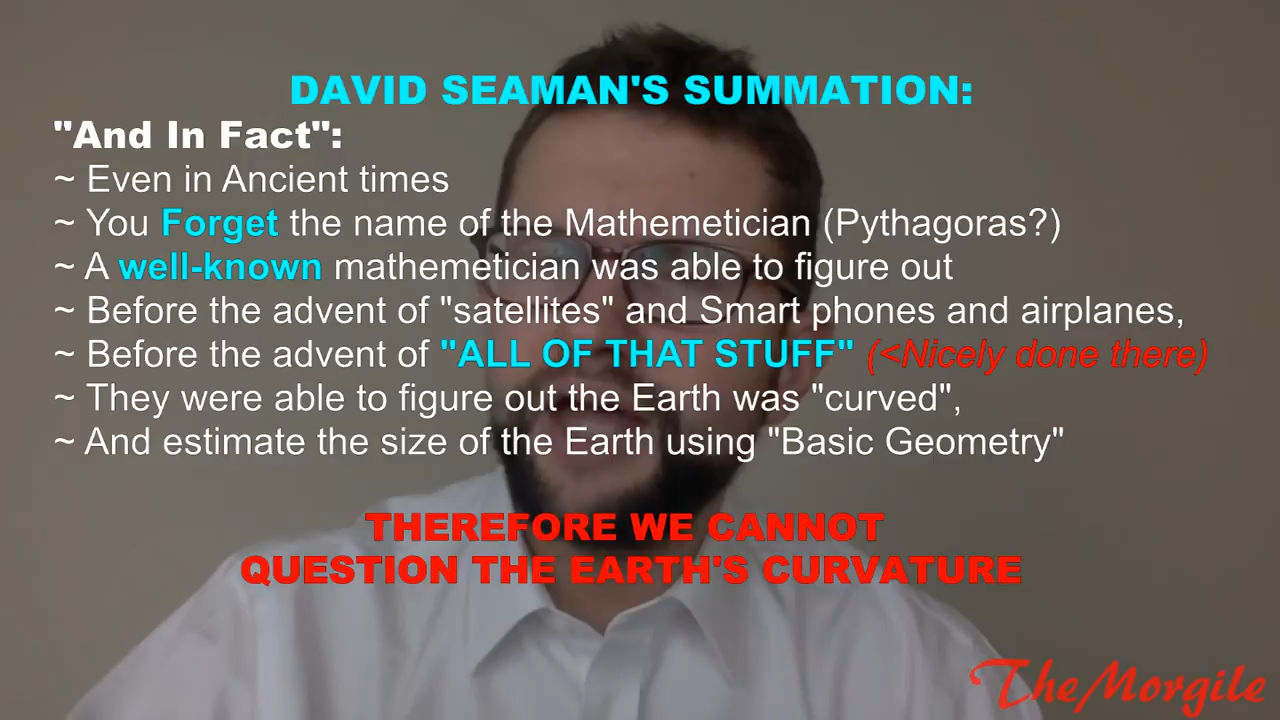 DAVID SEAMAN'S SUMMATION:
"And In Fact":
~ Even in Ancient times
~ You Forget the name of the Mathemetician (Pythagoras?)
~ A well-known mathemetician was able to figure out
~ Before the advent of "satellites" and Smart phones and airplanes,
~ Before the advent of "ALL OF THAT STUFF" (<Nicely done there)
~ They were able to figure out the Earth was "curved",
~ And estimate the size of the Earth using "Basic Geometry"
THEREFORE WE CANNOT
QUESTION THE EARTH'S CURVATURE
TheMorgile